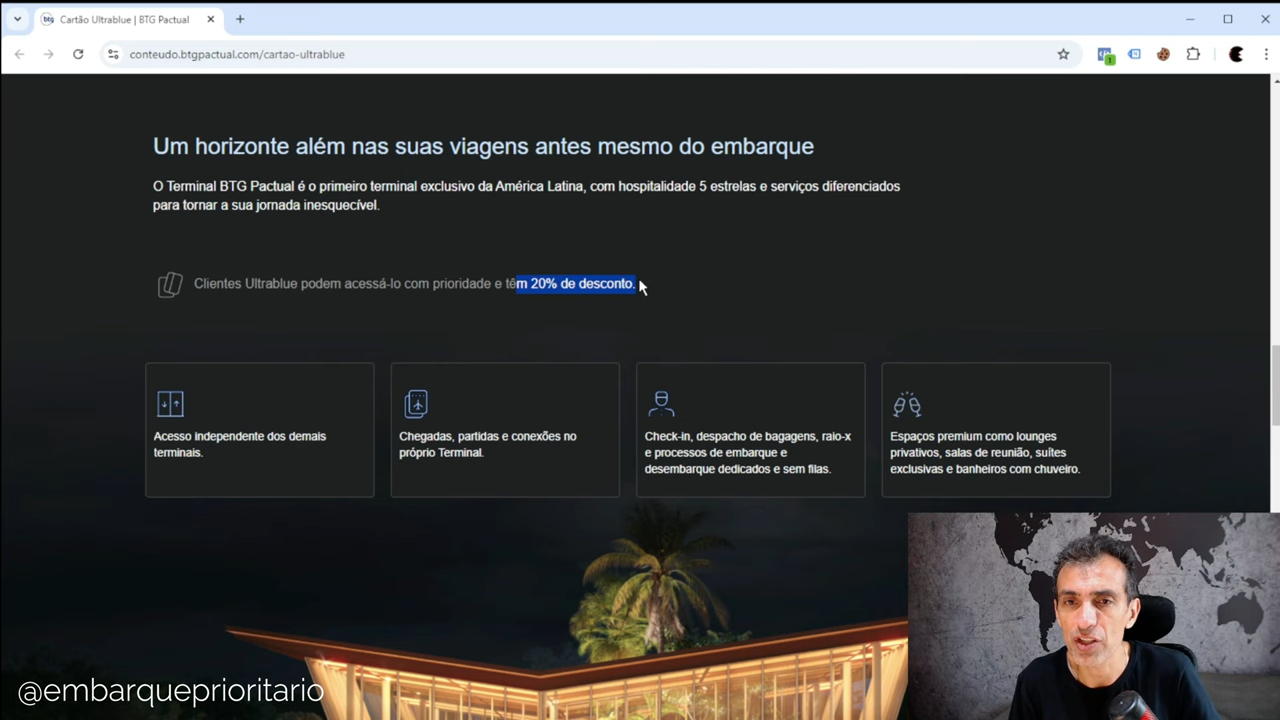 btg Cartão Ultrablue | BTG Pactual
conteudo.btgpactual.com/cartao-ultrablue
1
Um horizonte além nas suas viagens antes mesmo do embarque
O Terminal BTG Pactual é o primeiro terminal exclusivo da América Latina, com hospitalidade 5 estrelas e serviços diferenciados
para tornar a sua jornada inesquecível.
Clientes Ultrablue podem acessá-lo com prioridade e têm 20% de desconto.
Acesso independente dos demais
terminais.
Chegadas, partidas e conexões no
próprio Terminal.
Check-in, despacho de bagagens, raio-x
e processos de embarque e
desembarque dedicados e sem filas.
Espaços premium como lounges
privativos, salas de reunião, suítes
exclusivas e banheiros com chuveiro.
@embarqueprioritario